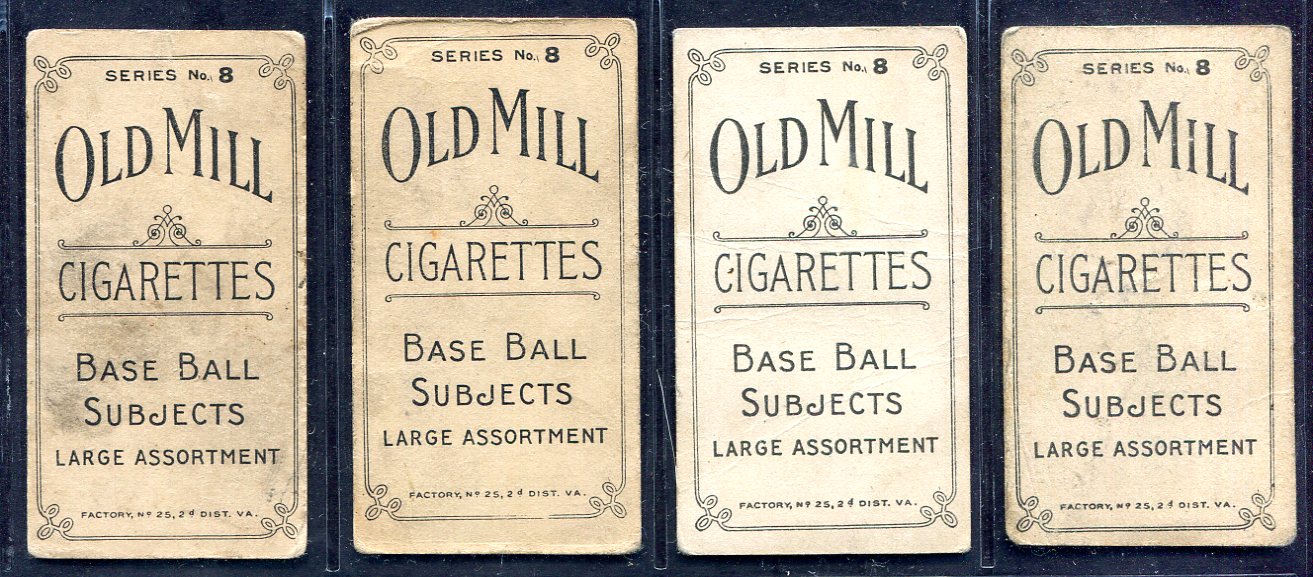 SERIES No. 8
OLD MILL
CIGARETTES
BASE BALL
SUBJECTS
LARGE ASSORTMENT
FACTORY, Nº 25, 2d DIST. VA.
SERIES No. 8
OLD MILL
CIGARETTES
BASE BALL
SUBJECTS
LARGE ASSORTMENT
FACTORY, Nº 25, 2d DIST. VA.
SERIES No. 8
OLD MILL
CIGARETTES
BASE BALL
SUBJECTS
LARGE ASSORTMENT
FACTORY, Nº 25, 2d DIST. VA.
SERIES No. 8
OLD MILL
CIGARETTES
BASE BALL
SUBJECTS
LARGE ASSORTMENT
FACTORY, Nº 25, 2d DIST. VA.